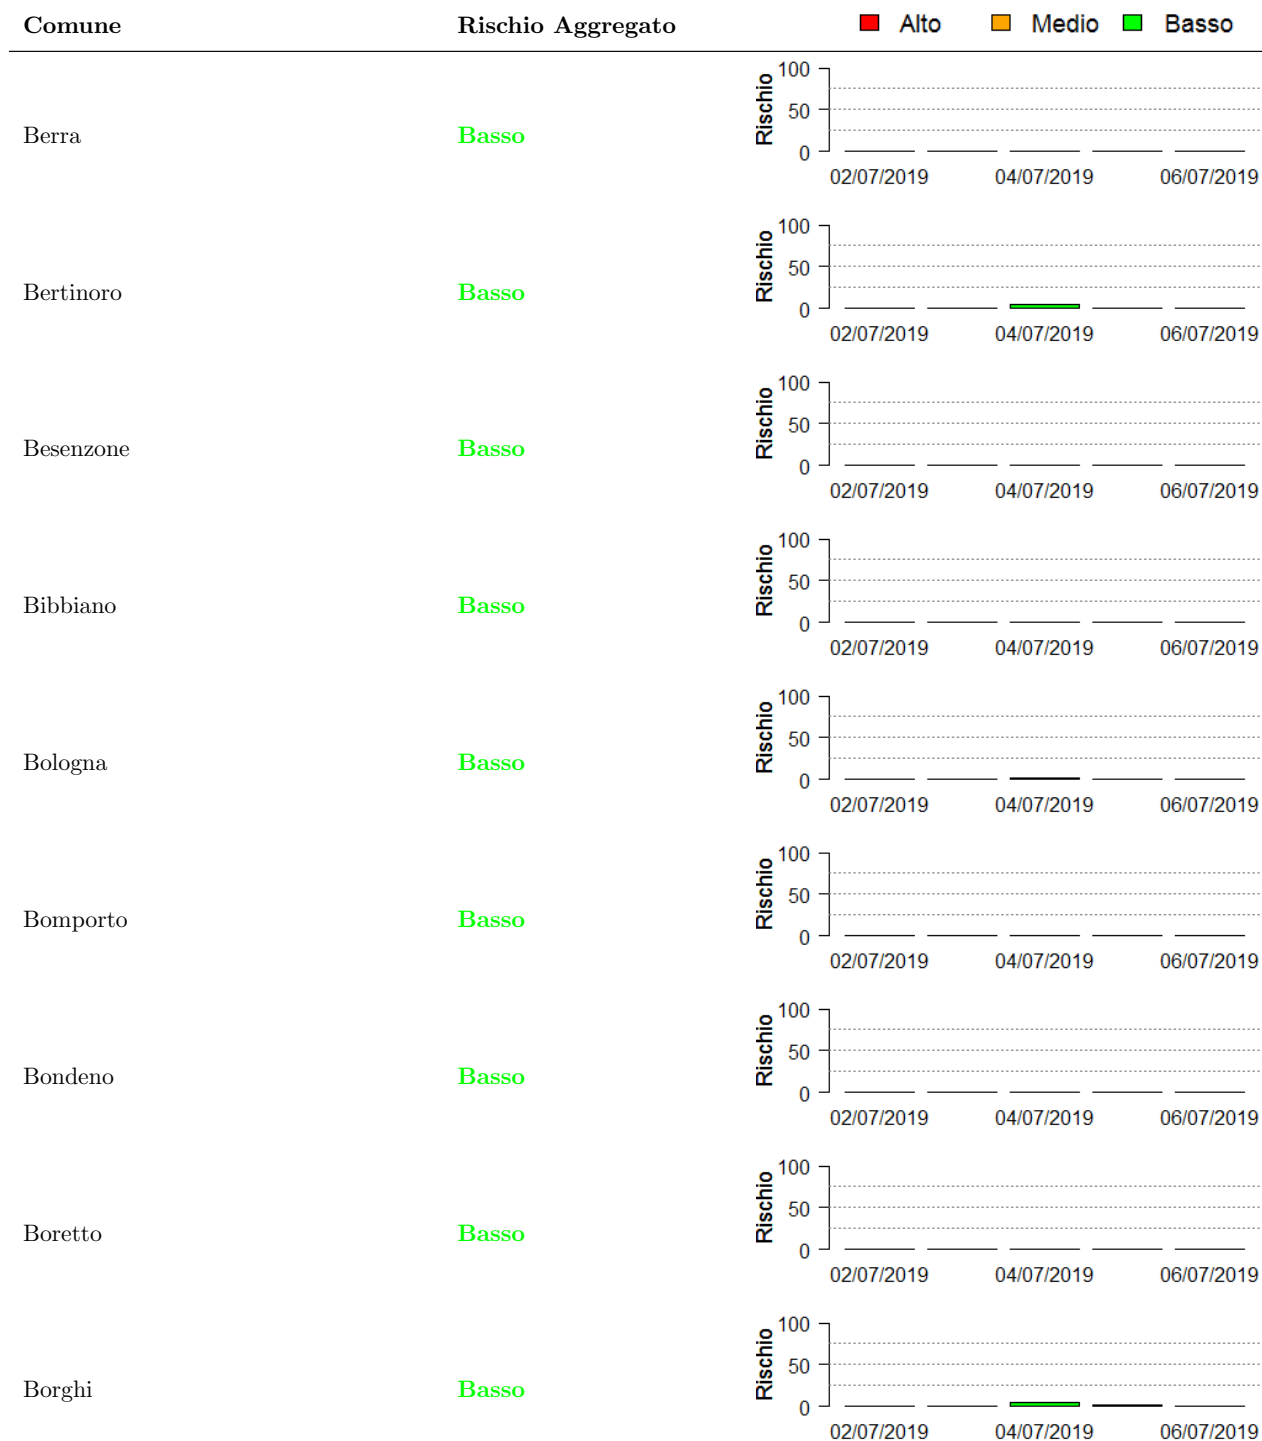 Comune Rischio Aggregato Alto Medio Basso
Berra Basso Rischio 100 50 0
02/07/2019 04/07/2019 06/07/2019
Bertinoro Basso Rischio 100 50 0
02/07/2019 04/07/2019 06/07/2019
Besenzone Basso Rischio 100 50 0
02/07/2019 04/07/2019 06/07/2019
Bibbiano Basso Rischio 100 50 0
02/07/2019 04/07/2019 06/07/2019
Bologna Basso Rischio 100 50 0
02/07/2019 04/07/2019 06/07/2019
Bomporto Basso Rischio 100 50 0
02/07/2019 04/07/2019 06/07/2019
Bondeno Basso Rischio 100 50 0
02/07/2019 04/07/2019 06/07/2019
Boretto Basso Rischio 100 50 0
02/07/2019 04/07/2019 06/07/2019
Borghi Basso Rischio 100 50 0
02/07/2019 04/07/2019 06/07/2019